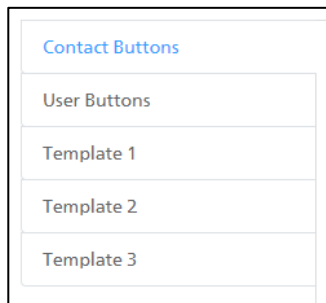 Contact Buttons
User Buttons
Template 1
Template 2
Template 3